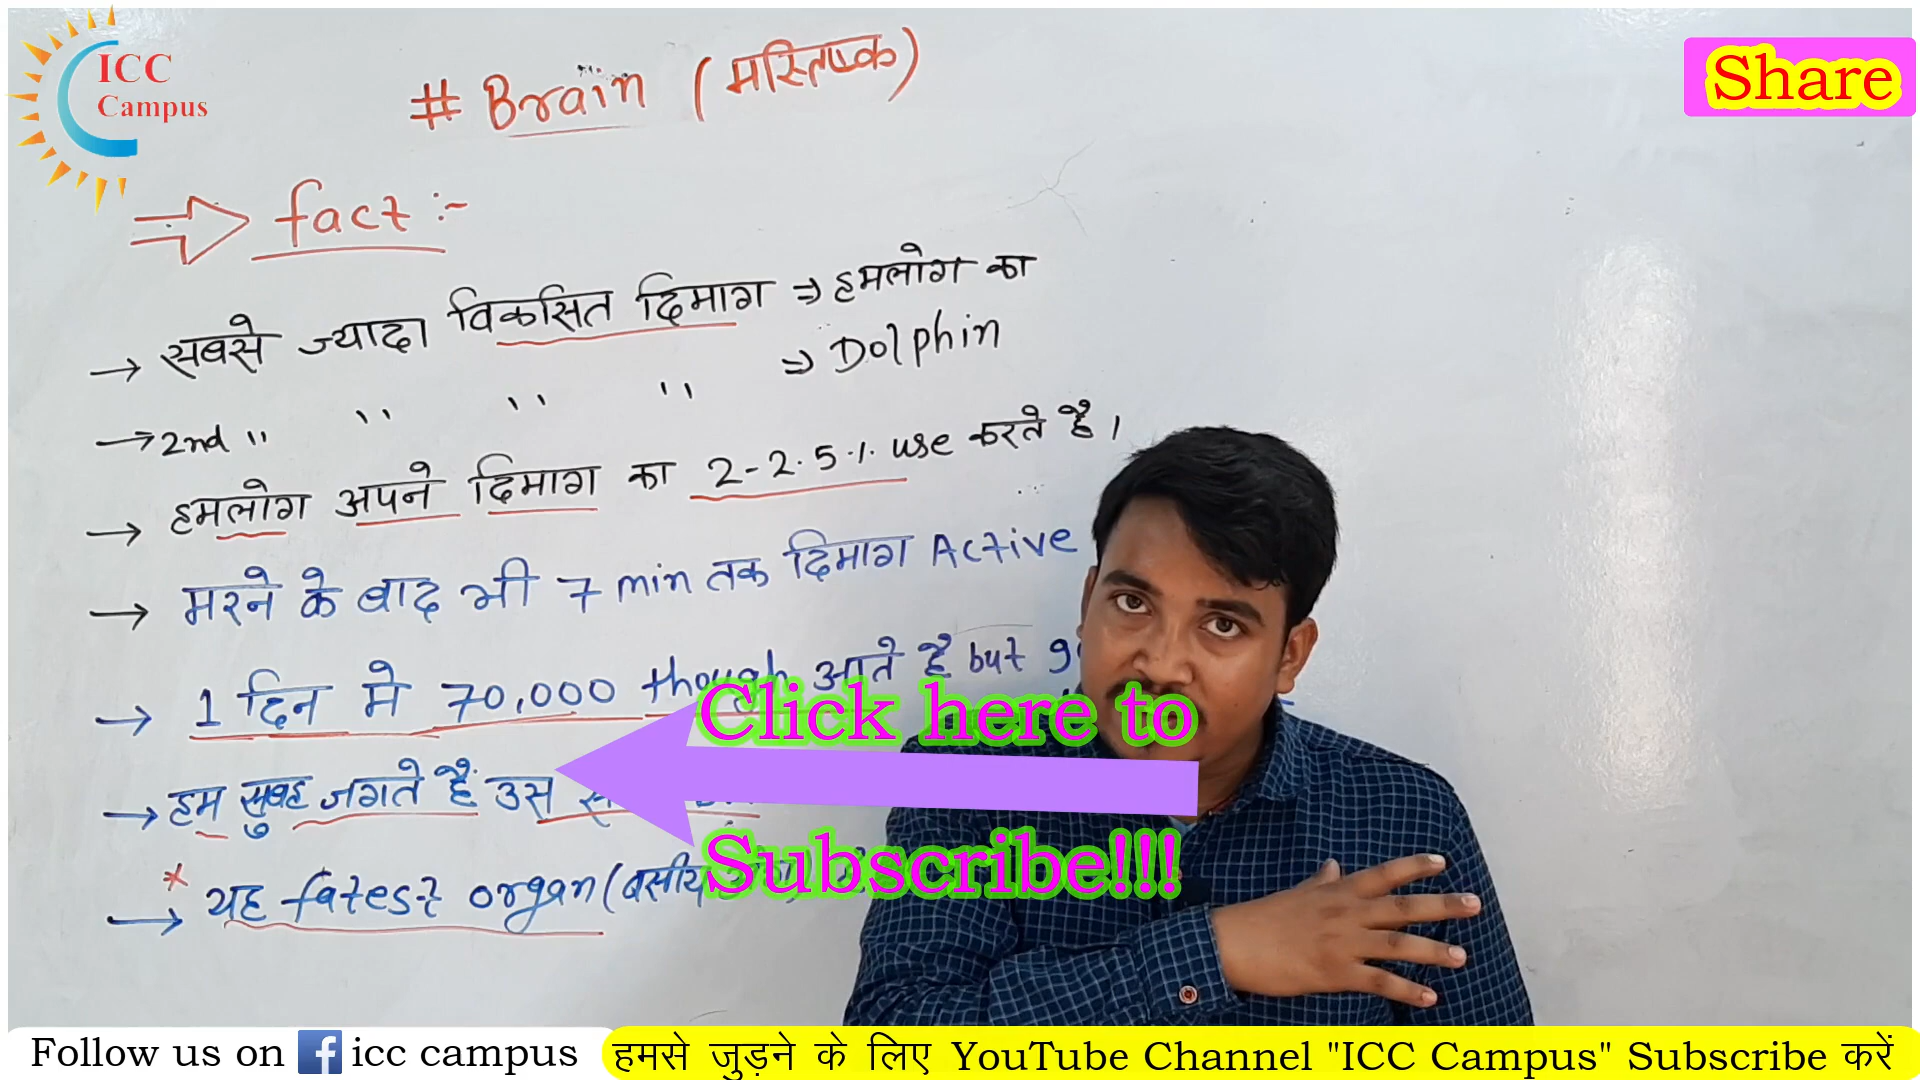 ICC
Campus
Share
# Brain (मस्तिष्क)
⇒ fact :-
→ सबसे ज्यादा विकसित दिमाग ⇒ हमलोग का
→ 2nd " " " " ⇒ Dolphin
→ हमलोग अपने दिमाग का 2-2.5% use करते है।
→ मरने के बाद भी 7 min तक दिमाग Active
→ 1 दिन मे 70,000 though आते है but
→ हम सुबह जगते हैं उस
* → यह fatest organ (वसीय
Click here to
Subscribe!!!
Follow us on f icc campus
हमसे जुड़ने के लिए YouTube Channel "ICC Campus" Subscribe करें